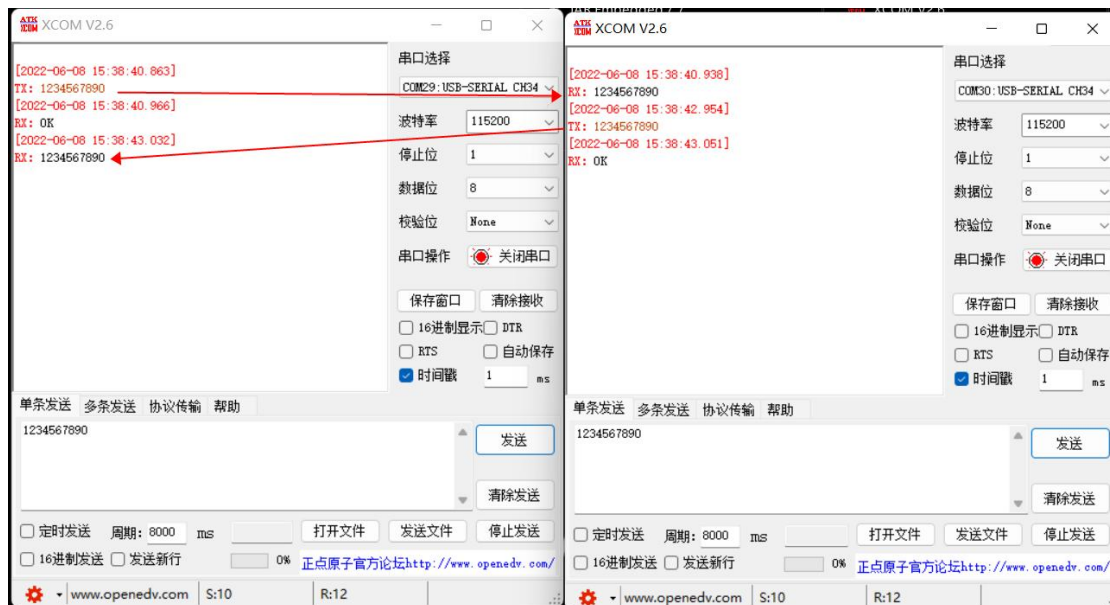 XCOM V2.6
[2022-06-08 15:38:40.863]
TX: 1234567890
[2022-06-08 15:38:40.966]
RX: OK
[2022-06-08 15:38:43.032]
RX: 1234567890
串口选择
COM29:USB-SERIAL CH34
波特率 115200
停止位 1
数据位 8
校验位 None
串口操作 关闭串口
保存窗口 清除接收
16进制显示 DTR
RTS 自动保存
时间戳 1 ms
单条发送 多条发送 协议传输 帮助
1234567890
发送
清除发送
定时发送 周期: 8000 ms 打开文件 发送文件 停止发送
16进制发送 发送新行 0% 正点原子官方论坛http://www.openedv.com/
www.openedv.com S:10 R:12
XCOM V2.6
[2022-06-08 15:38:40.938]
RX: 1234567890
[2022-06-08 15:38:42.954]
TX: 1234567890
[2022-06-08 15:38:43.051]
RX: OK
串口选择
COM30:USB-SERIAL CH34
波特率 115200
停止位 1
数据位 8
校验位 None
串口操作 关闭串口
保存窗口 清除接收
16进制显示 DTR
RTS 自动保存
时间戳 1 ms
单条发送 多条发送 协议传输 帮助
1234567890
发送
清除发送
定时发送 周期: 8000 ms 打开文件 发送文件 停止发送
16进制发送 发送新行 0% 正点原子官方论坛http://www.openedv.com/
www.openedv.com S:10 R:12